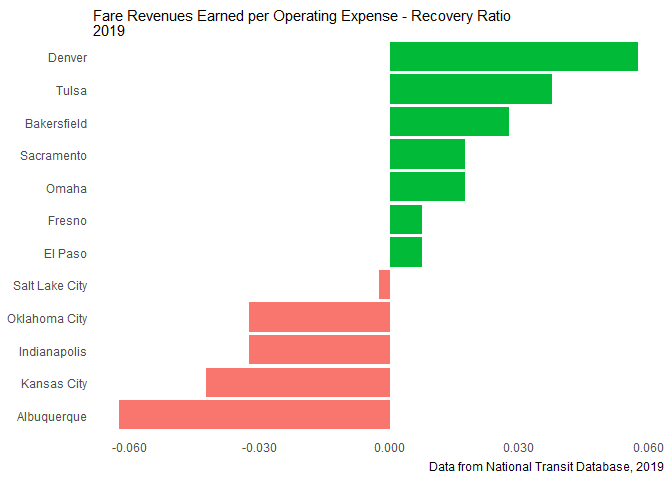 Fare Revenues Earned per Operating Expense - Recovery Ratio
2019
Denver
Tulsa
Bakersfield
Sacramento
Omaha
Fresno
El Paso
Salt Lake City
Oklahoma City
Indianapolis
Kansas City
Albuquerque
-0.060 -0.030 0.000 0.030 0.060
Data from National Transit Database, 2019